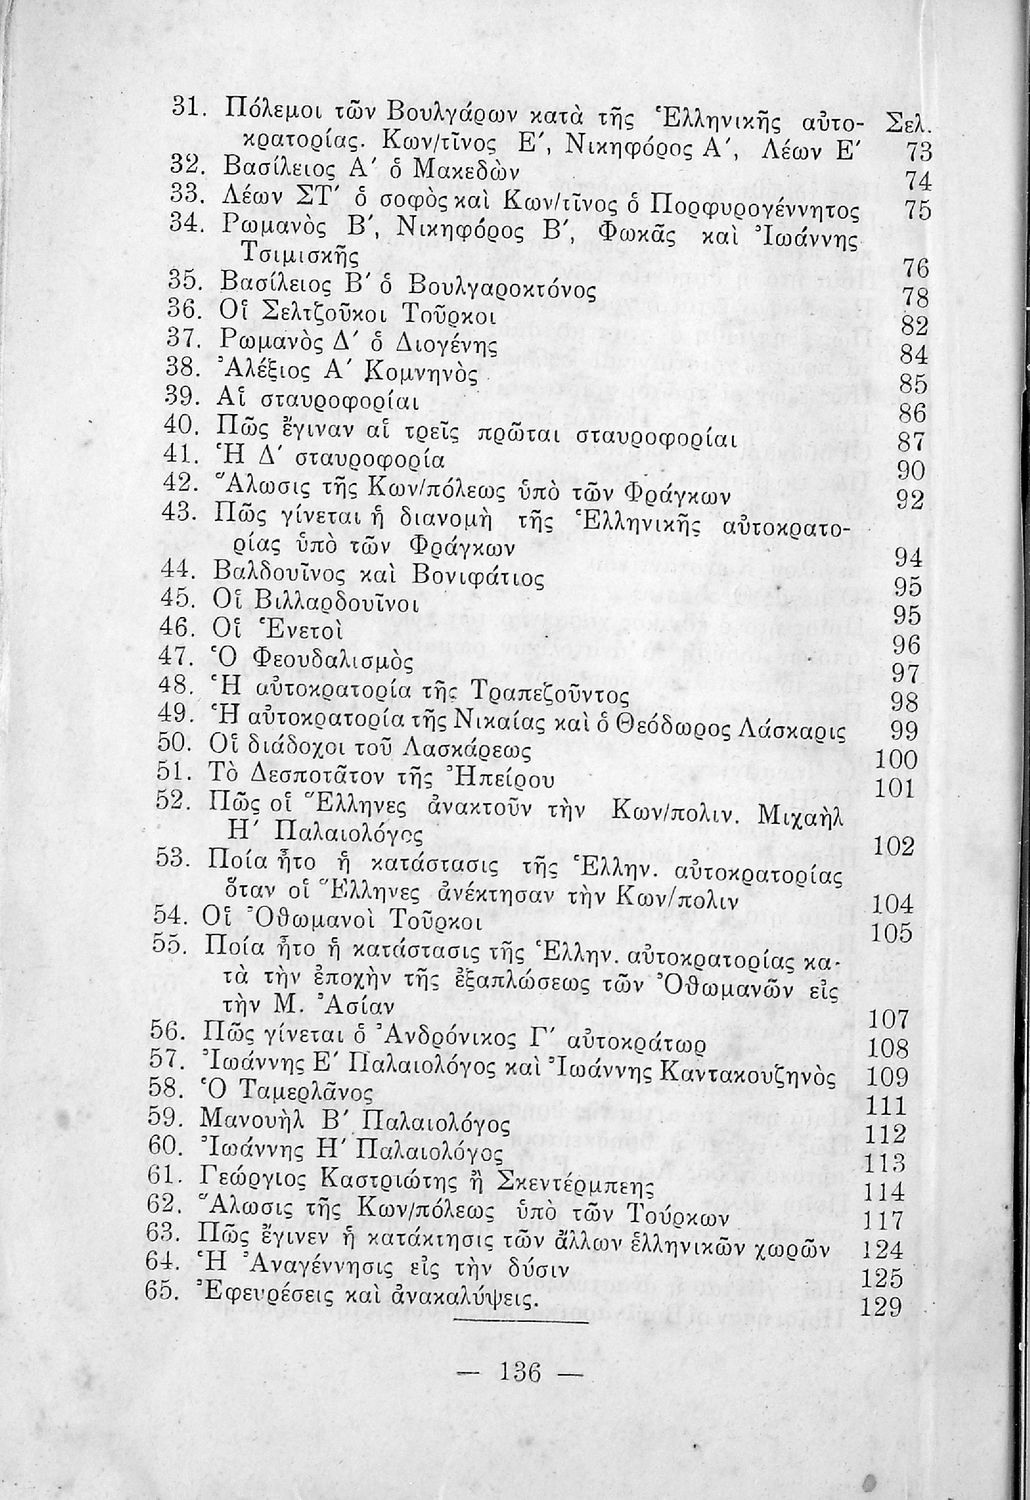 31. Πόλεμοι τῶν Βουλγάρων κατὰ τῆς Ἑλληνικῆς αὐτο- Σελ.
κρατορίας. Κων/τῖνος Ε΄, Νικηφόρος Α΄, Λέων Ε΄ 73
32. Βασίλειος Α΄ ὁ Μακεδὼν 74
33. Λέων ΣΤ΄ ὁ σοφὸς καὶ Κων/τῖνος ὁ Πορφυρογέννητος 75
34. Ρωμανὸς Β΄, Νικηφόρος Β΄, Φωκᾶς καὶ Ἰωάννης
Τσιμισκῆς 76
35. Βασίλειος Β΄ ὁ Βουλγαροκτόνος 78
36. Οἱ Σελτζοῦκοι Τοῦρκοι 82
37. Ρωμανὸς Δ΄ ὁ Διογένης 84
38. Ἀλέξιος Α΄ Κομνηνὸς 85
39. Αἱ σταυροφορίαι 86
40. Πῶς ἔγιναν αἱ τρεῖς πρῶται σταυροφορίαι 87
41. Ἡ Δ΄ σταυροφορία 90
42. Ἅλωσις τῆς Κων/πόλεως ὑπὸ τῶν Φράγκων 92
43. Πῶς γίνεται ἡ διανομὴ τῆς Ἑλληνικῆς αὐτοκρατο-
ρίας ὑπὸ τῶν Φράγκων 94
44. Βαλδουῖνος καὶ Βονιφάτιος 95
45. Οἱ Βιλλαρδουῖνοι 95
46. Οἱ Ἑνετοὶ 96
47. Ὁ Φεουδαλισμὸς 97
48. Ἡ αὐτοκρατορία τῆς Τραπεζοῦντος 98
49. Ἡ αὐτοκρατορία τῆς Νικαίας καὶ ὁ Θεόδωρος Λάσκαρις 99
50. Οἱ διάδοχοι τοῦ Λασκάρεως 100
51. Τὸ Δεσποτᾶτον τῆς Ἠπείρου 101
52. Πῶς οἱ Ἕλληνες ἀνακτοῦν τὴν Κων/πολιν. Μιχαὴλ
Η΄ Παλαιολόγος 102
53. Ποία ἦτο ἡ κατάστασις τῆς Ἑλλην. αὐτοκρατορίας
ὅταν οἱ Ἕλληνες ἀνέκτησαν τὴν Κων/πολιν 104
54. Οἱ Ὀθωμανοὶ Τοῦρκοι 105
55. Ποία ἦτο ἡ κατάστασις τῆς Ἑλλην. αὐτοκρατορίας κα-
τὰ τὴν ἐποχὴν τῆς ἐξαπλώσεως τῶν Ὀθωμανῶν εἰς
τὴν Μ. Ἀσίαν 107
56. Πῶς γίνεται ὁ Ἀνδρόνικος Γ΄ αὐτοκράτωρ 108
57. Ἰωάννης Ε΄ Παλαιολόγος καὶ Ἰωάννης Καντακουζηνὸς 109
58. Ὁ Ταμερλᾶνος 111
59. Μανουὴλ Β΄ Παλαιολόγος 112
60. Ἰωάννης Η΄ Παλαιολόγος 113
61. Γεώργιος Καστριώτης ἢ Σκεντέρμπεης 114
62. Ἅλωσις τῆς Κων/πόλεως ὑπὸ τῶν Τούρκων 117
63. Πῶς ἔγινεν ἡ κατάκτησις τῶν ἄλλων ἑλληνικῶν χωρῶν 124
64. Ἡ Ἀναγέννησις εἰς τὴν δύσιν 125
65. Ἐφευρέσεις καὶ ἀνακαλύψεις. 129
— 136 —